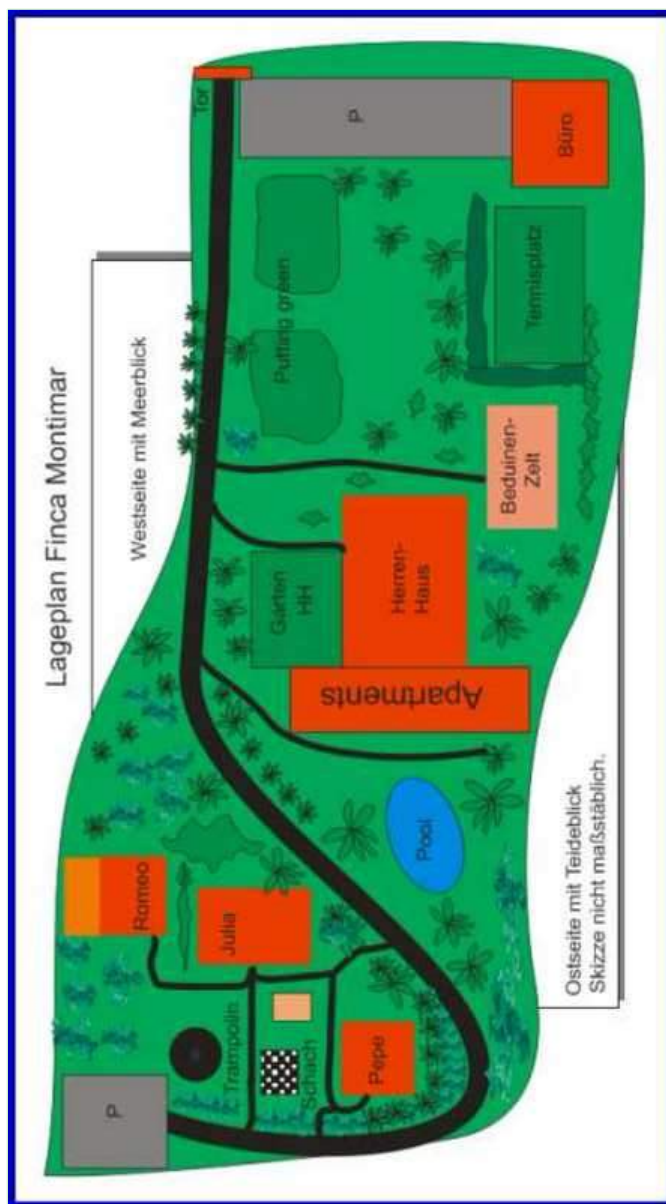 Lageplan Finca Montimar
Westseite mit Meerblick
Tor
P
Büro
Putting green
Tennisplatz
Beduinen-
Zelt
Garten
HH
Herren-
Haus
Apartments
Pool
Romeo
Julia
Trampolin
Schach
Pepe
P
Ostseite mit Teideblick
Skizze nicht maßstäblich.